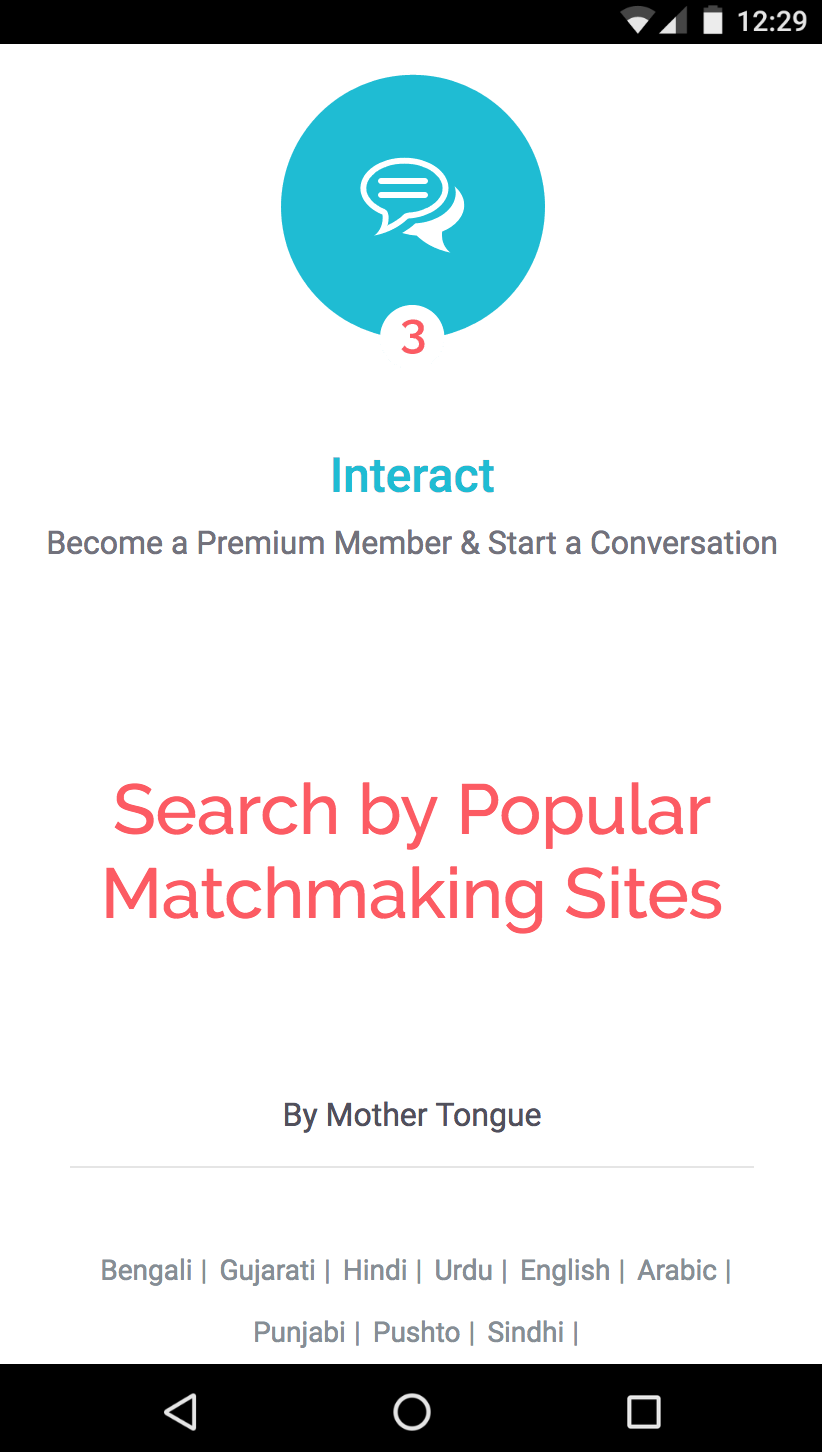 12:29
3
Interact
Become a Premium Member & Start a Conversation
Search by Popular
Matchmaking Sites
By Mother Tongue
Bengali | Gujarati | Hindi | Urdu | English | Arabic |
Punjabi | Pushto | Sindhi |